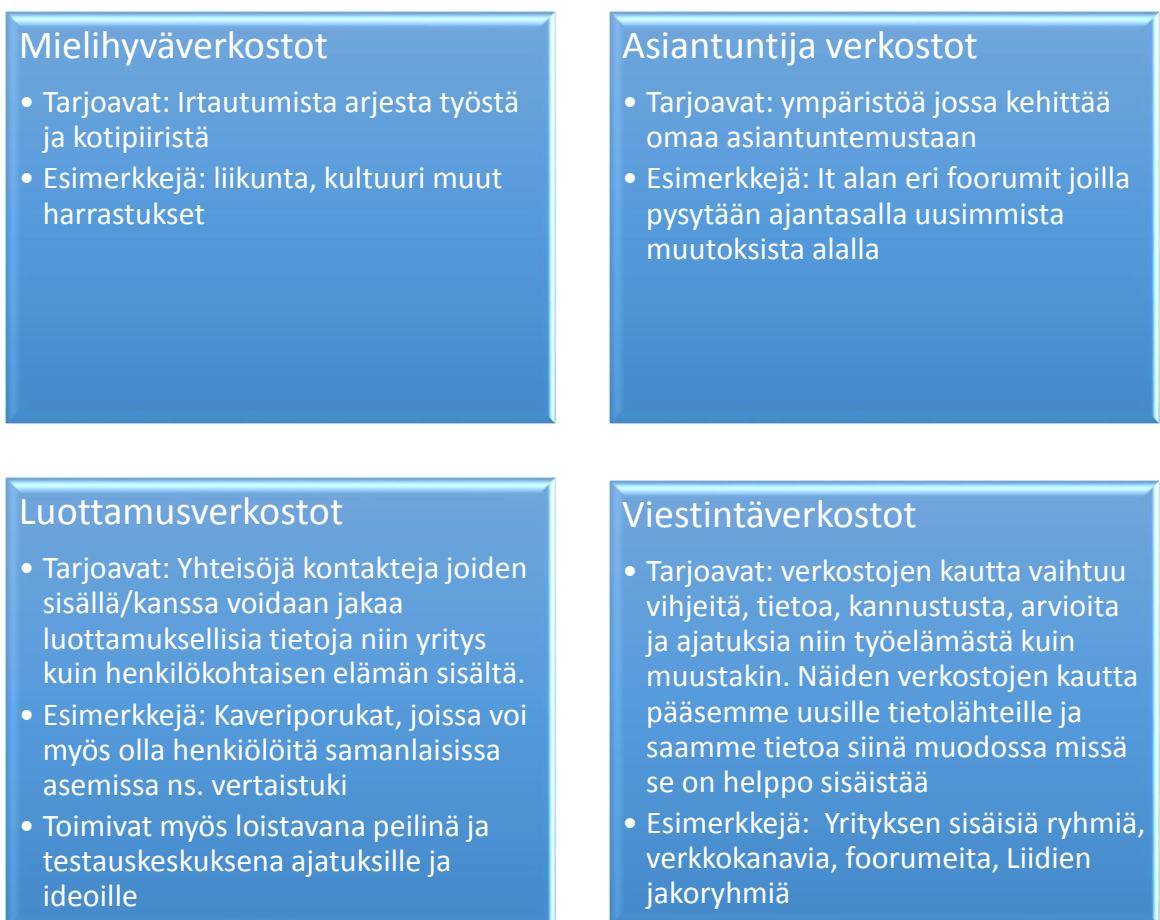 Mielihyväverkostot
• Tarjoavat: Irtautumista arjesta työstä
ja kotipiiristä
• Esimerkkejä: liikunta, kultuuri muut
harrastukset
Asiantuntija verkostot
• Tarjoavat: ympäristöä jossa kehittää
omaa asiantuntemustaan
• Esimerkkejä: It alan eri foorumit joilla
pysytään ajantasalla uusimmista
muutoksista alalla
Luottamusverkostot
• Tarjoavat: Yhteisöjä kontakteja joiden
sisällä/kanssa voidaan jakaa
luottamuksellisia tietoja niin yritys
kuin henkilökohtaisen elämän sisältä.
• Esimerkkejä: Kaveriporukat, joissa voi
myös olla henkiölöitä samanlaisissa
asemissa ns. vertaistuki
• Toimivat myös loistavana peilinä ja
testauskeskuksena ajatuksille ja
ideoille
Viestintäverkostot
• Tarjoavat: verkostojen kautta vaihtuu
vihjeitä, tietoa, kannustusta, arvioita
ja ajatuksia niin työelämästä kuin
muustakin. Näiden verkostojen kautta
pääsemme uusille tietolähteille ja
saamme tietoa siinä muodossa missä
se on helppo sisäistää
• Esimerkkejä:  Yrityksen sisäisiä ryhmiä,
verkkokanavia, foorumeita, Liidien
jakoryhmiä